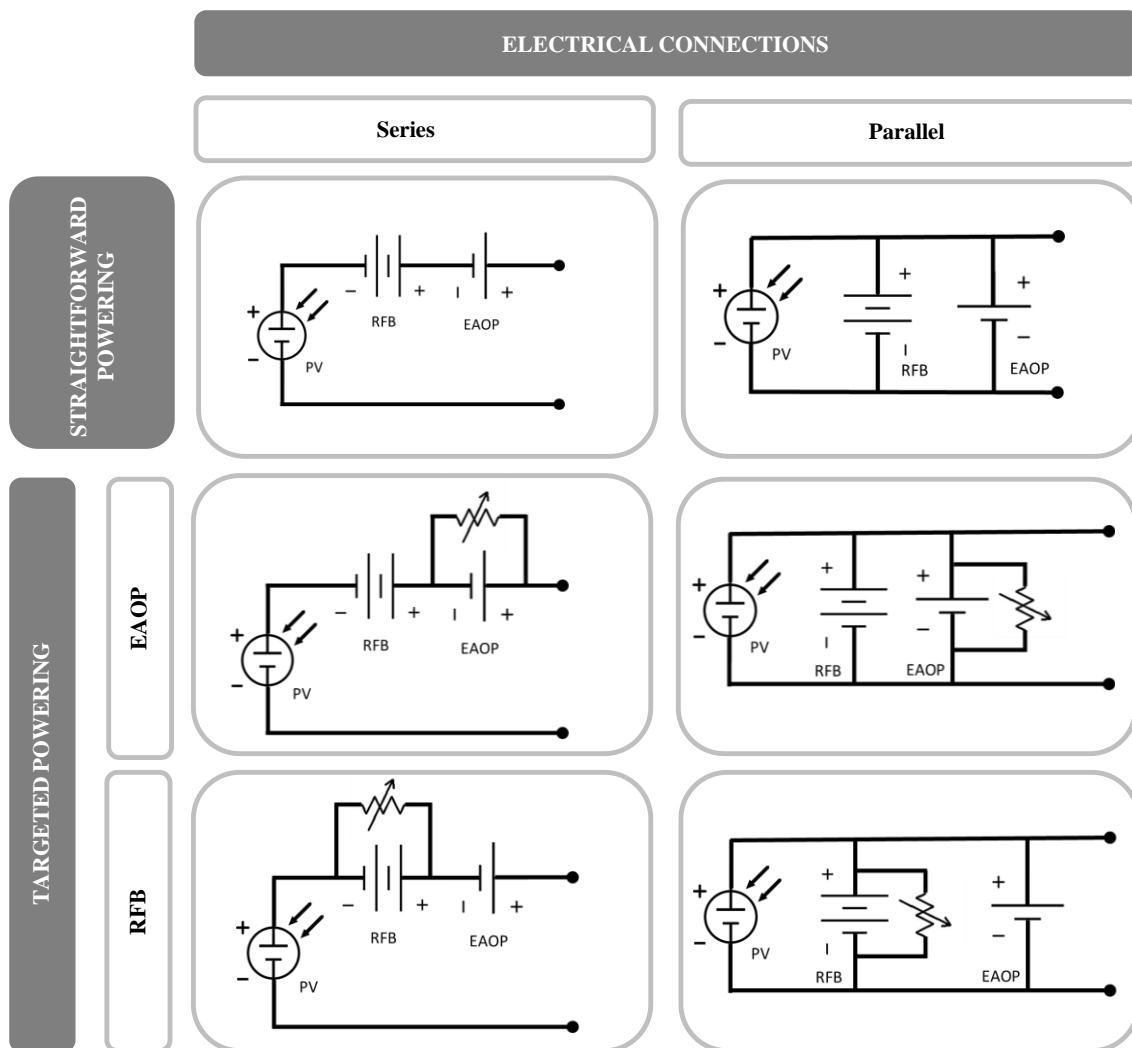 ELECTRICAL CONNECTIONS
Series
Parallel
STRAIGHTFORWARD
POWERING
+
−
PV
−
RFB
+
−
EAOP
+
+
−
PV
+
−
RFB
+
−
EAOP
TARGETED POWERING
EAOP
+
−
PV
−
RFB
+
−
EAOP
+
+
−
PV
+
−
RFB
+
−
EAOP
RFB
+
−
PV
−
RFB
+
−
EAOP
+
+
−
PV
+
−
RFB
+
−
EAOP